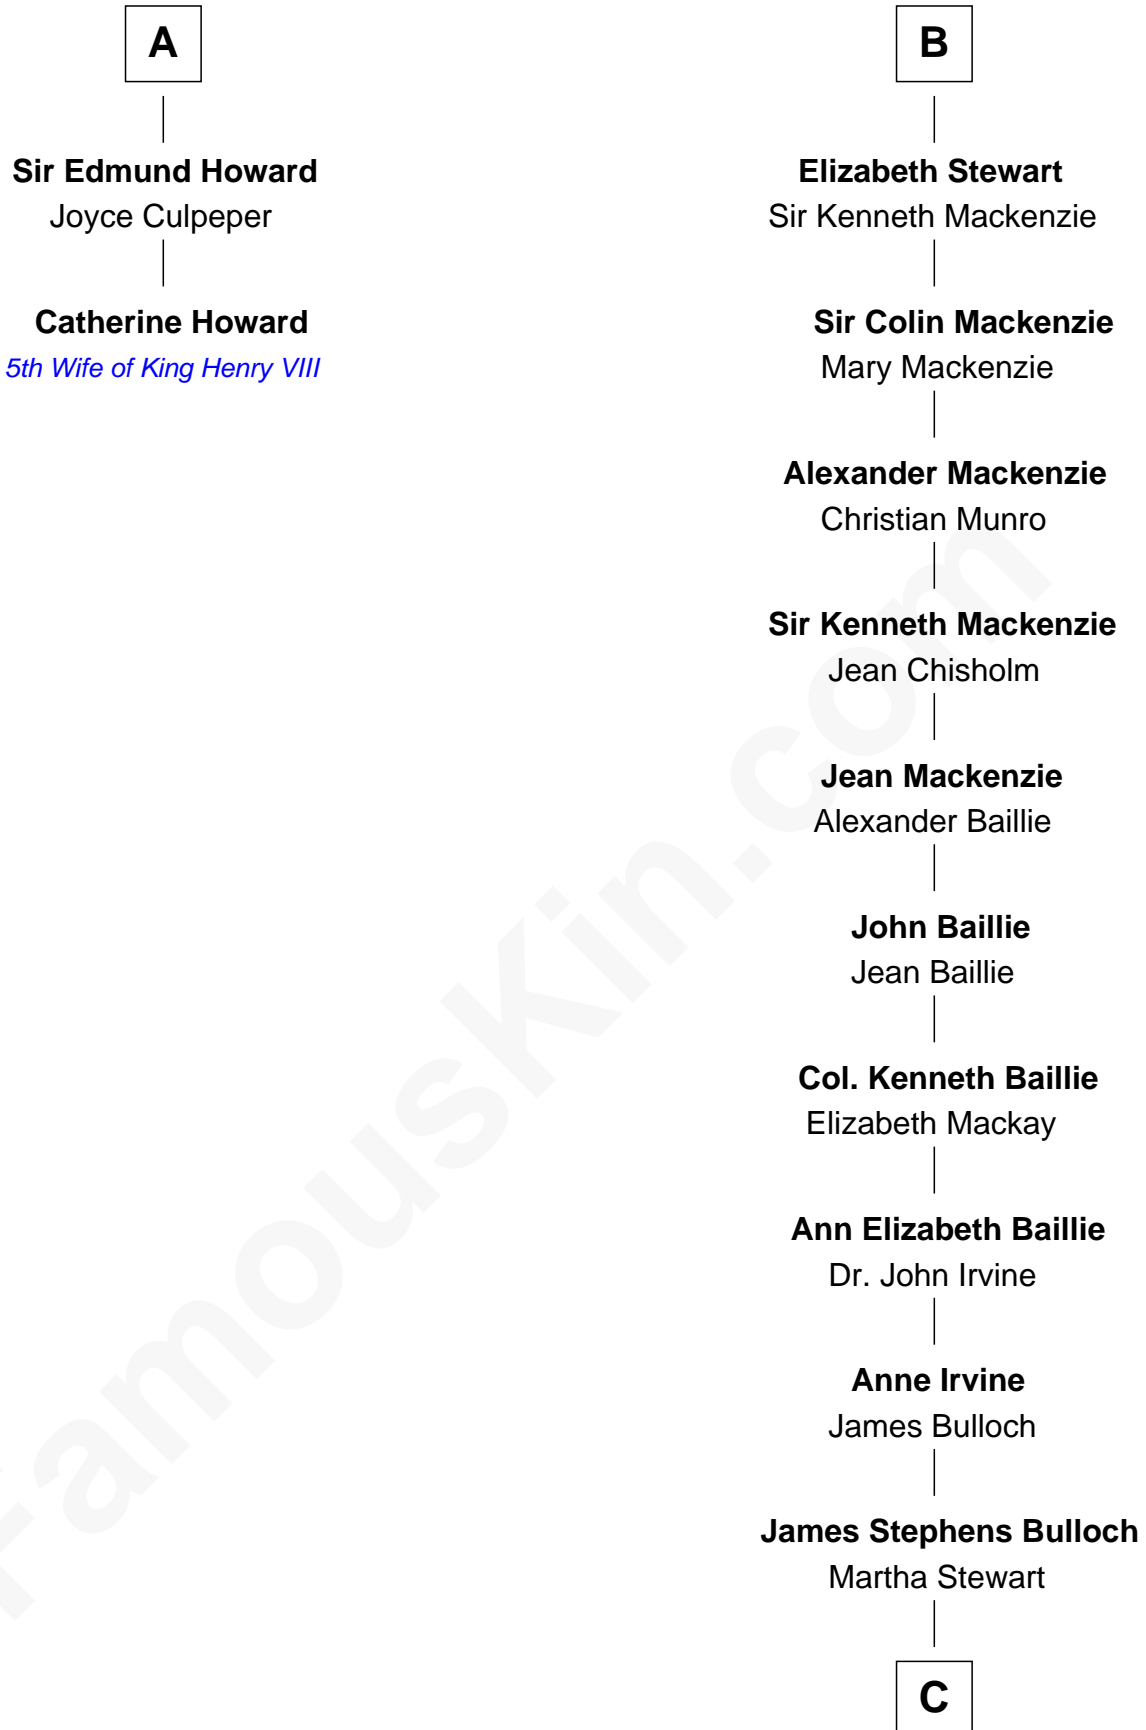 A
Sir Edmund Howard
Joyce Culpeper
Catherine Howard
5th Wife of King Henry VIII
B
Elizabeth Stewart
Sir Kenneth Mackenzie
Sir Colin Mackenzie
Mary Mackenzie
Alexander Mackenzie
Christian Munro
Sir Kenneth Mackenzie
Jean Chisholm
Jean Mackenzie
Alexander Baillie
John Baillie
Jean Baillie
Col. Kenneth Baillie
Elizabeth Mackay
Ann Elizabeth Baillie
Dr. John Irvine
Anne Irvine
James Bulloch
James Stephens Bulloch
Martha Stewart
C
FamousKin.com